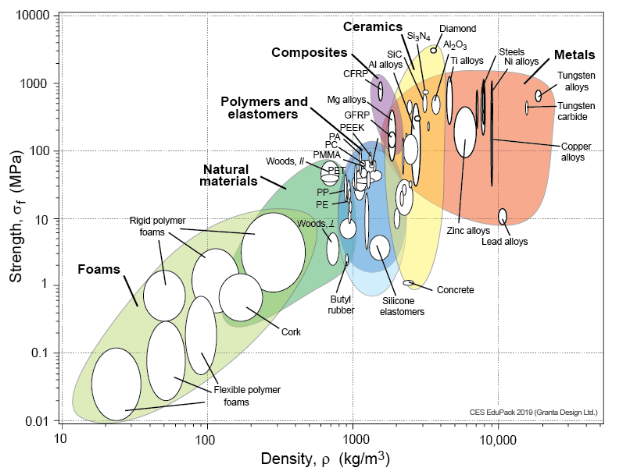 10000
1000
100
10
1
0.1
0.01
Strength, σf (MPa)
10
100
1000
10,000
Density, ρ (kg/m³)
Ceramics
Diamond
Si3N4
Al2O3
Composites
SiC
Al alloys
CFRP
Ti alloys
Steels
Ni alloys
Metals
Tungsten
alloys
Polymers and
elastomers
Mg alloys
GFRP
PEEK
PA
PC
PMMA
Tungsten
carbide
Natural
materials
Woods, //
PET
PP
PE
Copper
alloys
Rigid polymer
foams
Woods, ⊥
Zinc alloys
Lead alloys
Foams
Butyl
rubber
Silicone
elastomers
Concrete
Cork
Flexible polymer
foams
CES EduPack 2019 (Granta Design Ltd.)